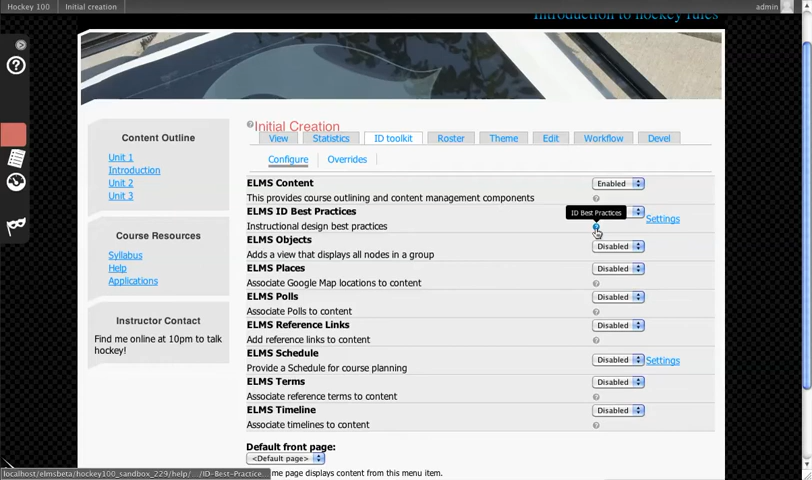 Hockey 100
Initial creation
admin
Introduction to hockey rules
Initial Creation
View
Statistics
ID toolkit
Roster
Theme
Edit
Workflow
Devel
Configure
Overrides
Content Outline
Unit 1
Introduction
Unit 2
Unit 3
Course Resources
Syllabus
Help
Applications
Instructor Contact
Find me online at 10pm to talk
hockey!
ELMS Content
Enabled
This provides course outlining and content management components
ELMS ID Best Practices
ID Best Practices
Settings
Instructional design best practices
ELMS Objects
Disabled
Adds a view that displays all nodes in a group
ELMS Places
Disabled
Associate Google Map locations to content
ELMS Polls
Disabled
Associate Polls to content
ELMS Reference Links
Disabled
Add reference links to content
ELMS Schedule
Disabled
Settings
Provide a Schedule for course planning
ELMS Terms
Disabled
Associate reference terms to content
ELMS Timeline
Disabled
Associate timelines to content
Default front page:
<Default page>
me page displays content from this menu item.
localhost/elmsbeta/hockey100_sandbox_229/help/.../ID-Best-Practice...